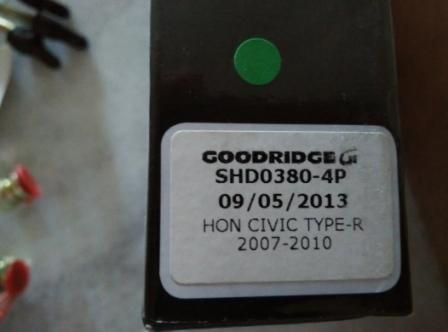 GOODRIDGE G
SHD0380-4P
09/05/2013
HON CIVIC TYPE-R
2007-2010